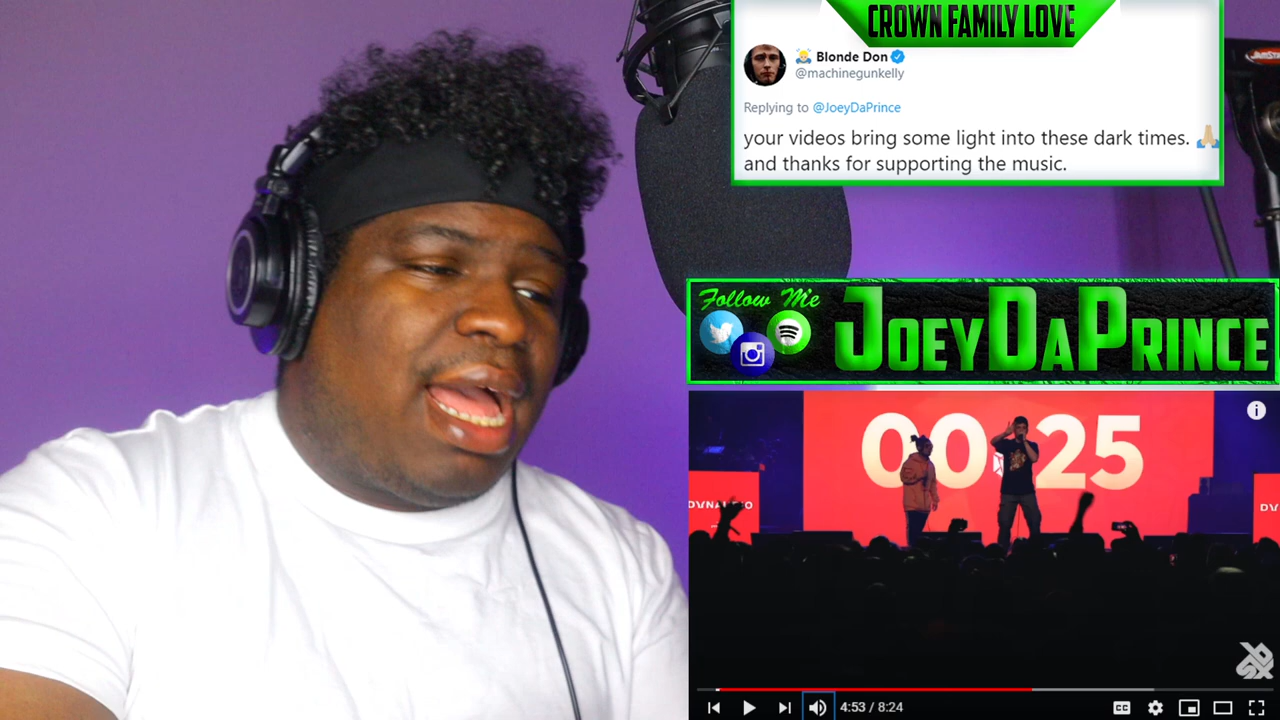 CROWN FAMILY LOVE
Blonde Don
@machinegunkelly
Replying to @JoeyDaPrince
your videos bring some light into these dark times. 🙏🏼
and thanks for supporting the music.
Follow Me
JOEYDAPRINCE
00:25
4:53 / 8:24
CC